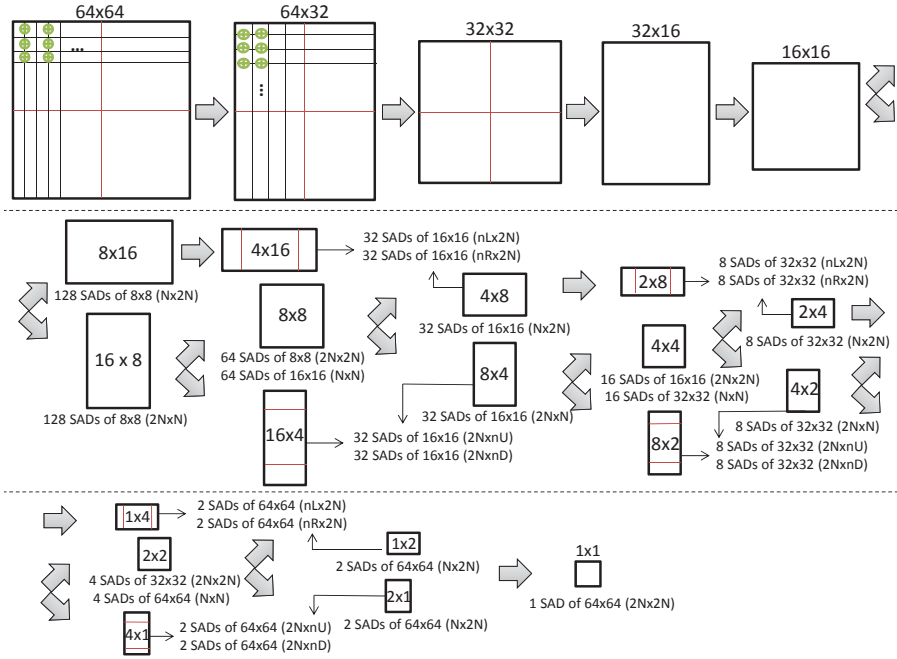 64x64
64x32
32x32
32x16
16x16
...
...
8x16
128 SADs of 8x8 (Nx2N)
16 x 8
128 SADs of 8x8 (2NxN)
4x16
32 SADs of 16x16 (nLx2N)
32 SADs of 16x16 (nRx2N)
8x8
64 SADs of 8x8 (2Nx2N)
64 SADs of 16x16 (NxN)
16x4
32 SADs of 16x16 (2NxnU)
32 SADs of 16x16 (2NxnD)
4x8
32 SADs of 16x16 (Nx2N)
8x4
32 SADs of 16x16 (2NxN)
2x8
8 SADs of 32x32 (nLx2N)
8 SADs of 32x32 (nRx2N)
2x4
8 SADs of 32x32 (Nx2N)
4x4
16 SADs of 16x16 (2Nx2N)
16 SADs of 32x32 (NxN)
4x2
8 SADs of 32x32 (2NxN)
8x2
8 SADs of 32x32 (2NxnU)
8 SADs of 32x32 (2NxnD)
1x4
2 SADs of 64x64 (nLx2N)
2 SADs of 64x64 (nRx2N)
2x2
4 SADs of 32x32 (2Nx2N)
4 SADs of 64x64 (NxN)
1x2
2 SADs of 64x64 (Nx2N)
2x1
2 SADs of 64x64 (Nx2N)
4x1
2 SADs of 64x64 (2NxnU)
2 SADs of 64x64 (2NxnD)
1x1
1 SAD of 64x64 (2Nx2N)